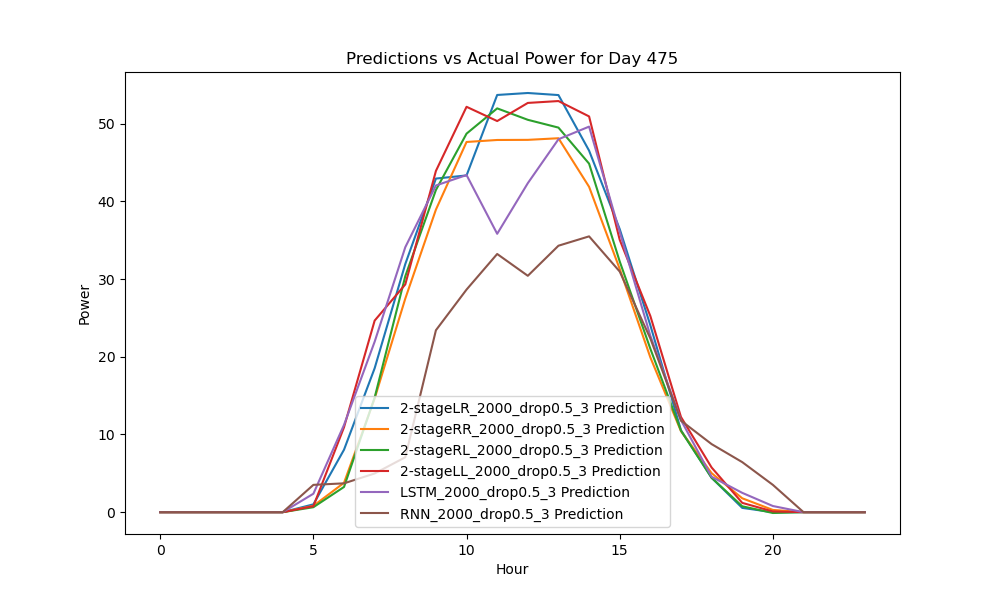 Predictions vs Actual Power for Day 475
Power
50
40
30
20
10
0
2-stageLR_2000_drop0.5_3 Prediction
2-stageRR_2000_drop0.5_3 Prediction
2-stageRL_2000_drop0.5_3 Prediction
2-stageLL_2000_drop0.5_3 Prediction
LSTM_2000_drop0.5_3 Prediction
RNN_2000_drop0.5_3 Prediction
0 5 10 15 20
Hour